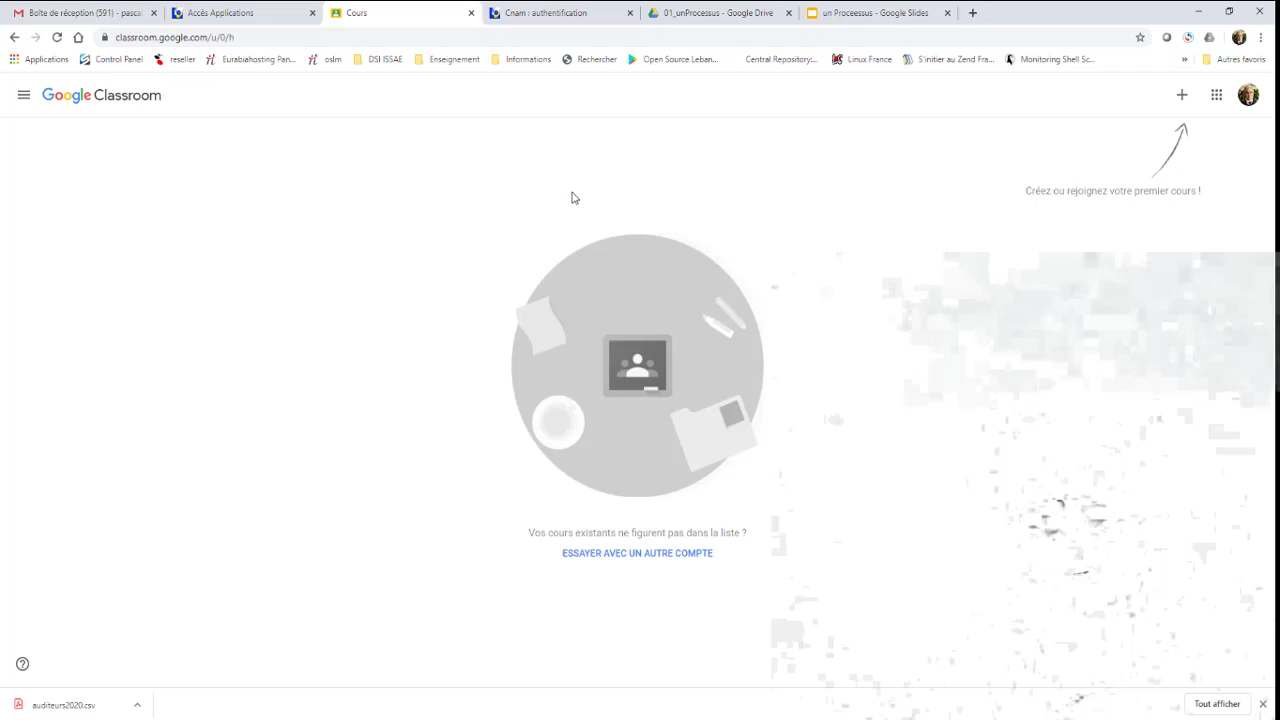 Boîte de réception (591) - pascal
Accès Applications
Cours
Cnam : authentification
01_unProcessus - Google Drive
un Proceessus - Google Slides
classroom.google.com/u/0/h
Applications
Control Panel
reseller
Eurabiahosting Pan...
oslm
DSI ISSAE
Enseignement
Informations
Rechercher
Open Source Leban...
Central Repository:...
Linux France
S'initier au Zend Fra...
Monitoring Shell Sc...
»
Autres favoris
Google Classroom
Créez ou rejoignez votre premier cours !
Vos cours existants ne figurent pas dans la liste ?
ESSAYER AVEC UN AUTRE COMPTE
auditeurs2020.csv
Tout afficher